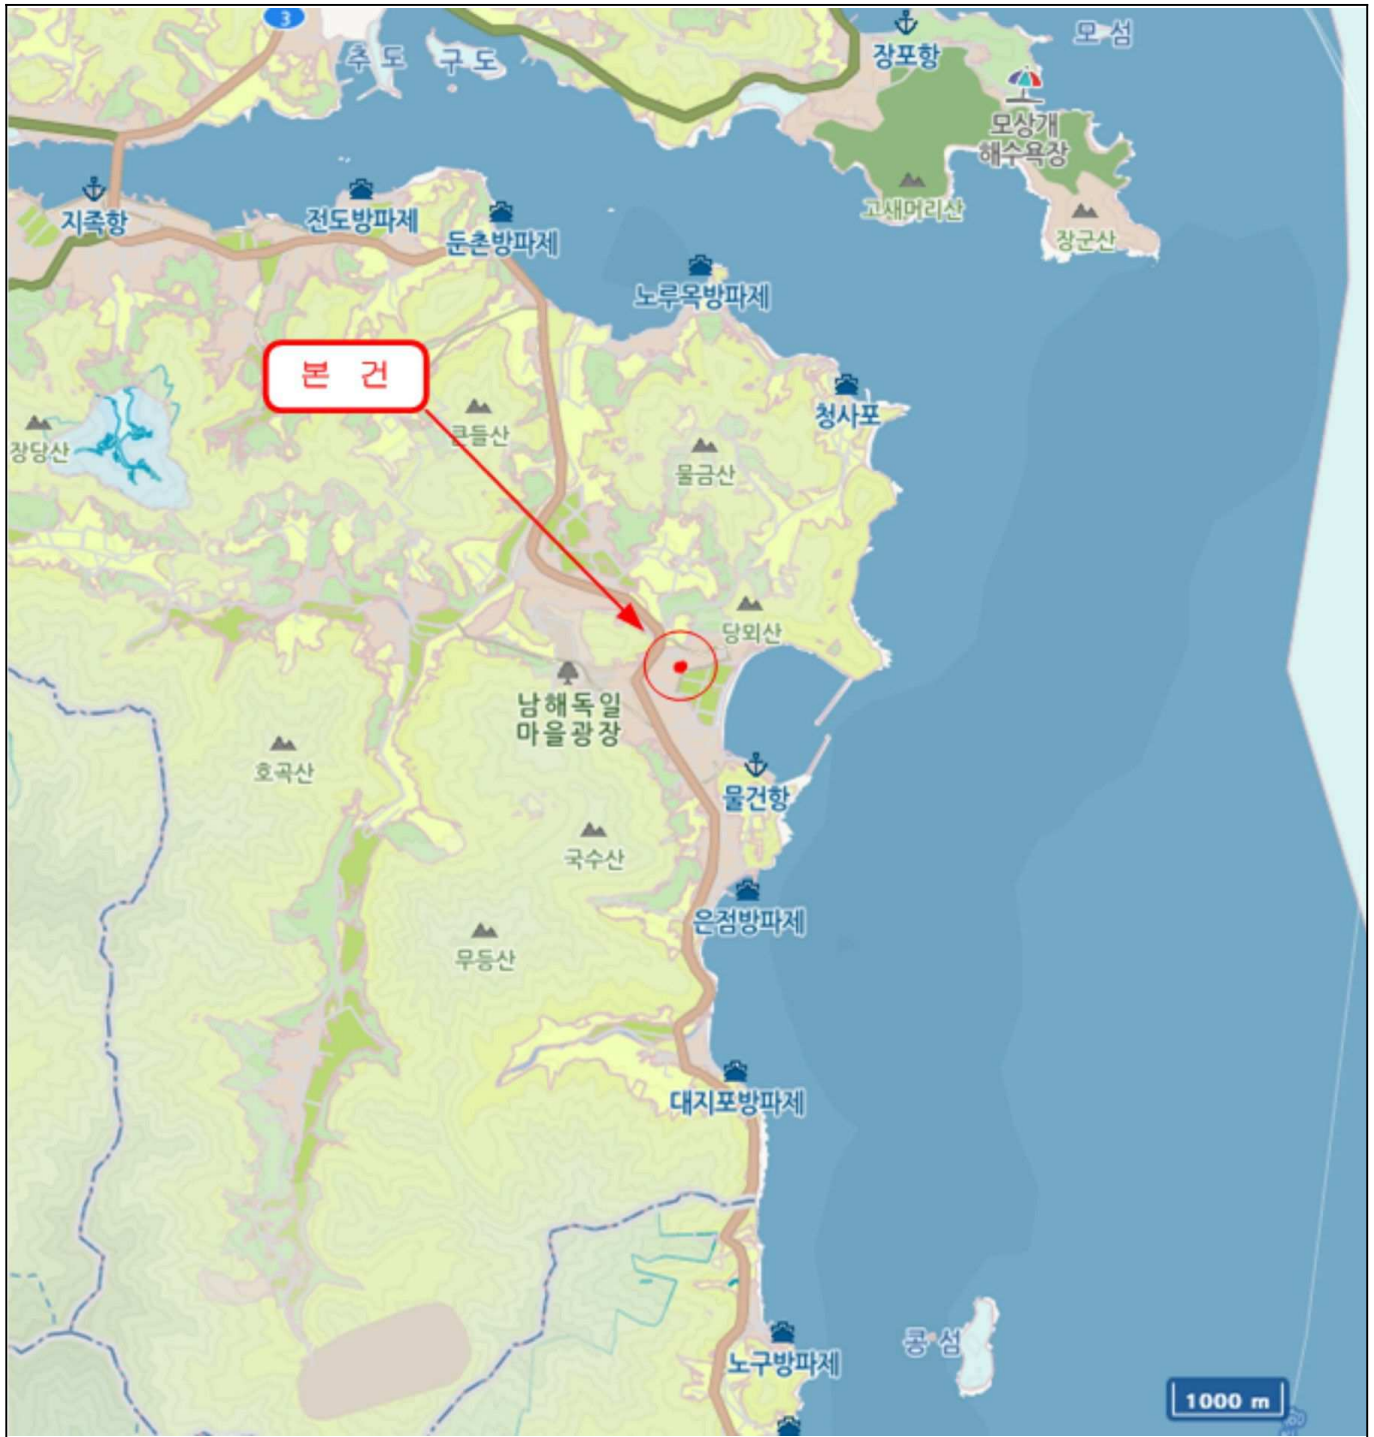 3
추도
구도
장포항
모섬
모상개
해수욕장
지족항
전도방파제
둔촌방파제
고새머리산
장군산
노루목방파제
본 건
청사포
큰들산
장당산
물금산
당외산
남해독일
마을광장
호곡산
물건항
국수산
은점방파제
무등산
대지포방파제
콩섬
노구방파제
1000 m